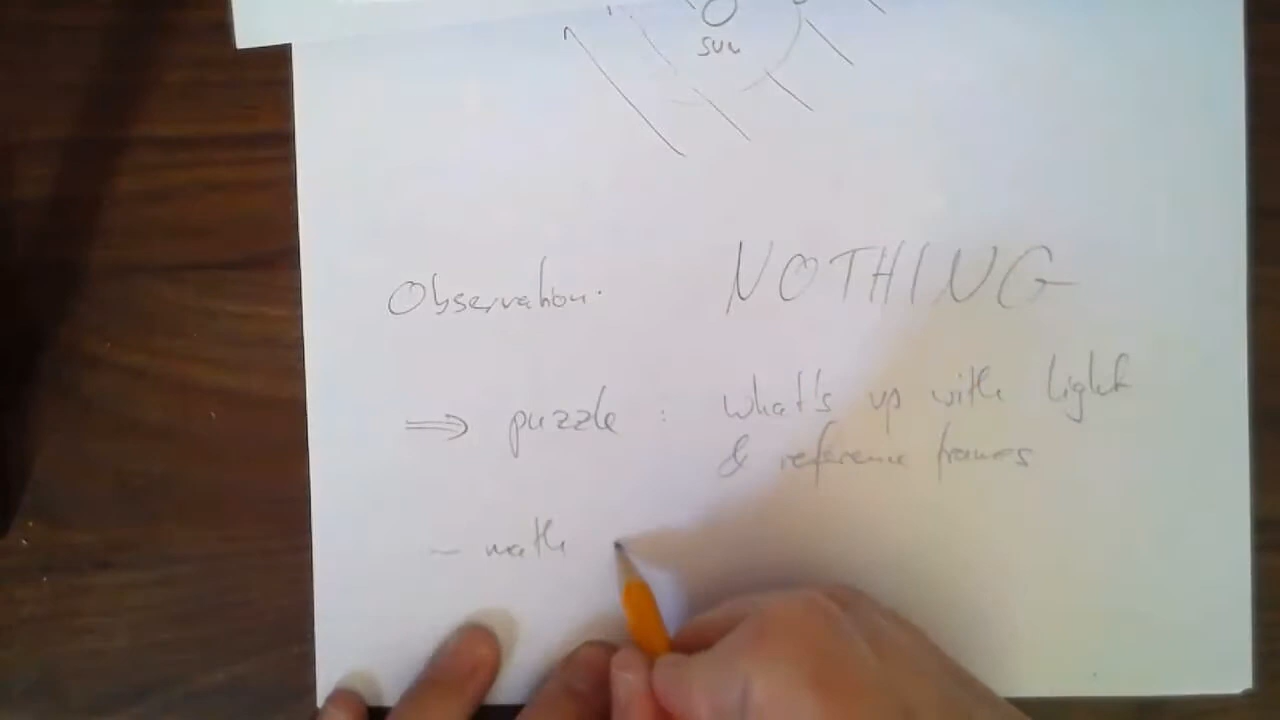 sun
Observation: NOTHING
⇒ puzzle : what's up with light
& reference frames
– math